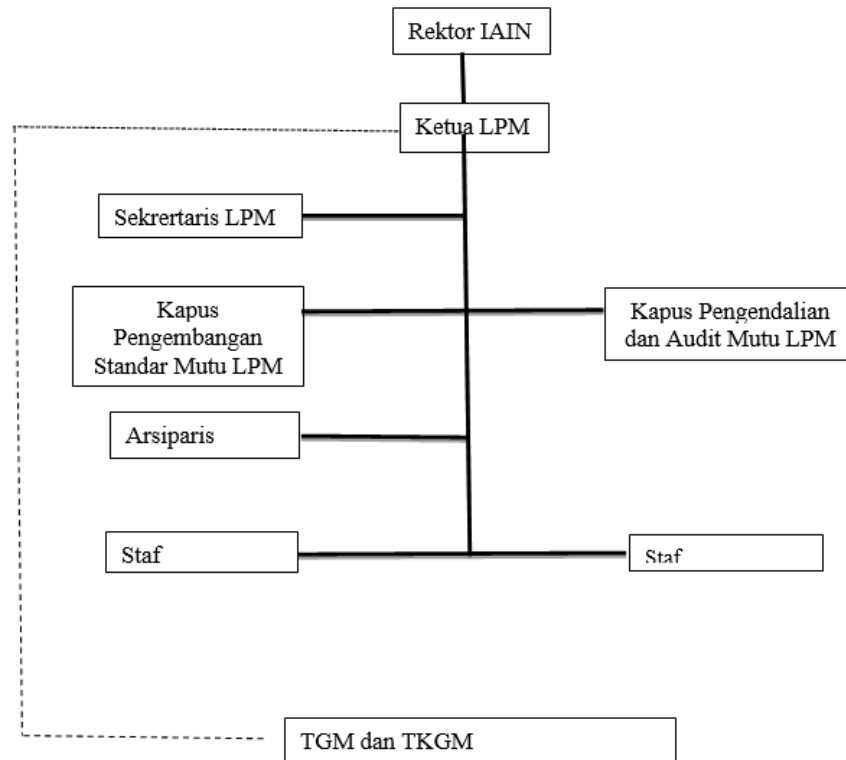 Rektor IAIN
Ketua LPM
Sekrertaris LPM
Kapus
Pengembangan
Standar Mutu LPM
Kapus Pengendalian
dan Audit Mutu LPM
Arsiparis
Staf
Staf
TGM dan TKGM